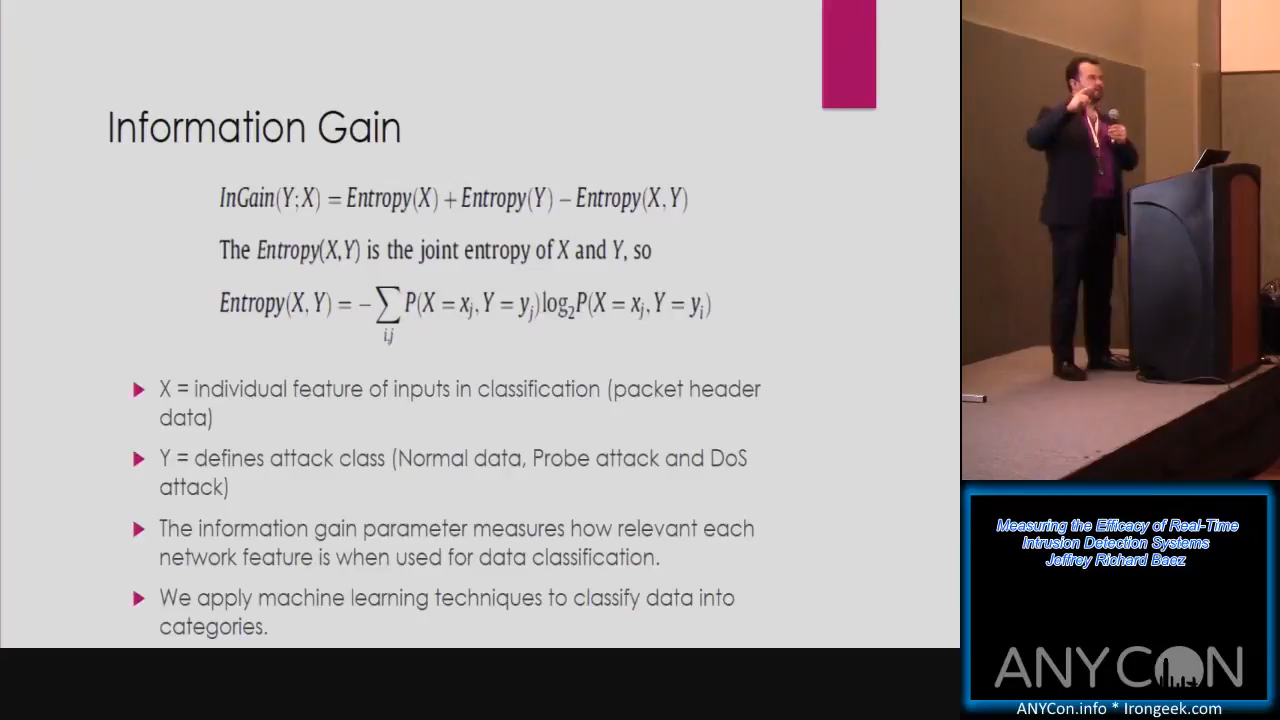 Information Gain
InGain(Y;X) = Entropy(X) + Entropy(Y) − Entropy(X,Y)
The Entropy(X,Y) is the joint entropy of X and Y, so
Entropy(X,Y) = − ∑ P(X = xj, Y = yj)log2P(X = xj, Y = yi)
i,j
X = individual feature of inputs in classification (packet header
data)
Y = defines attack class (Normal data, Probe attack and DoS
attack)
The information gain parameter measures how relevant each
network feature is when used for data classification.
We apply machine learning techniques to classify data into
categories.
Measuring the Efficacy of Real-Time
Intrusion Detection Systems
Jeffrey Richard Baez
ANYCON
ANYCon.info * Irongeek.com